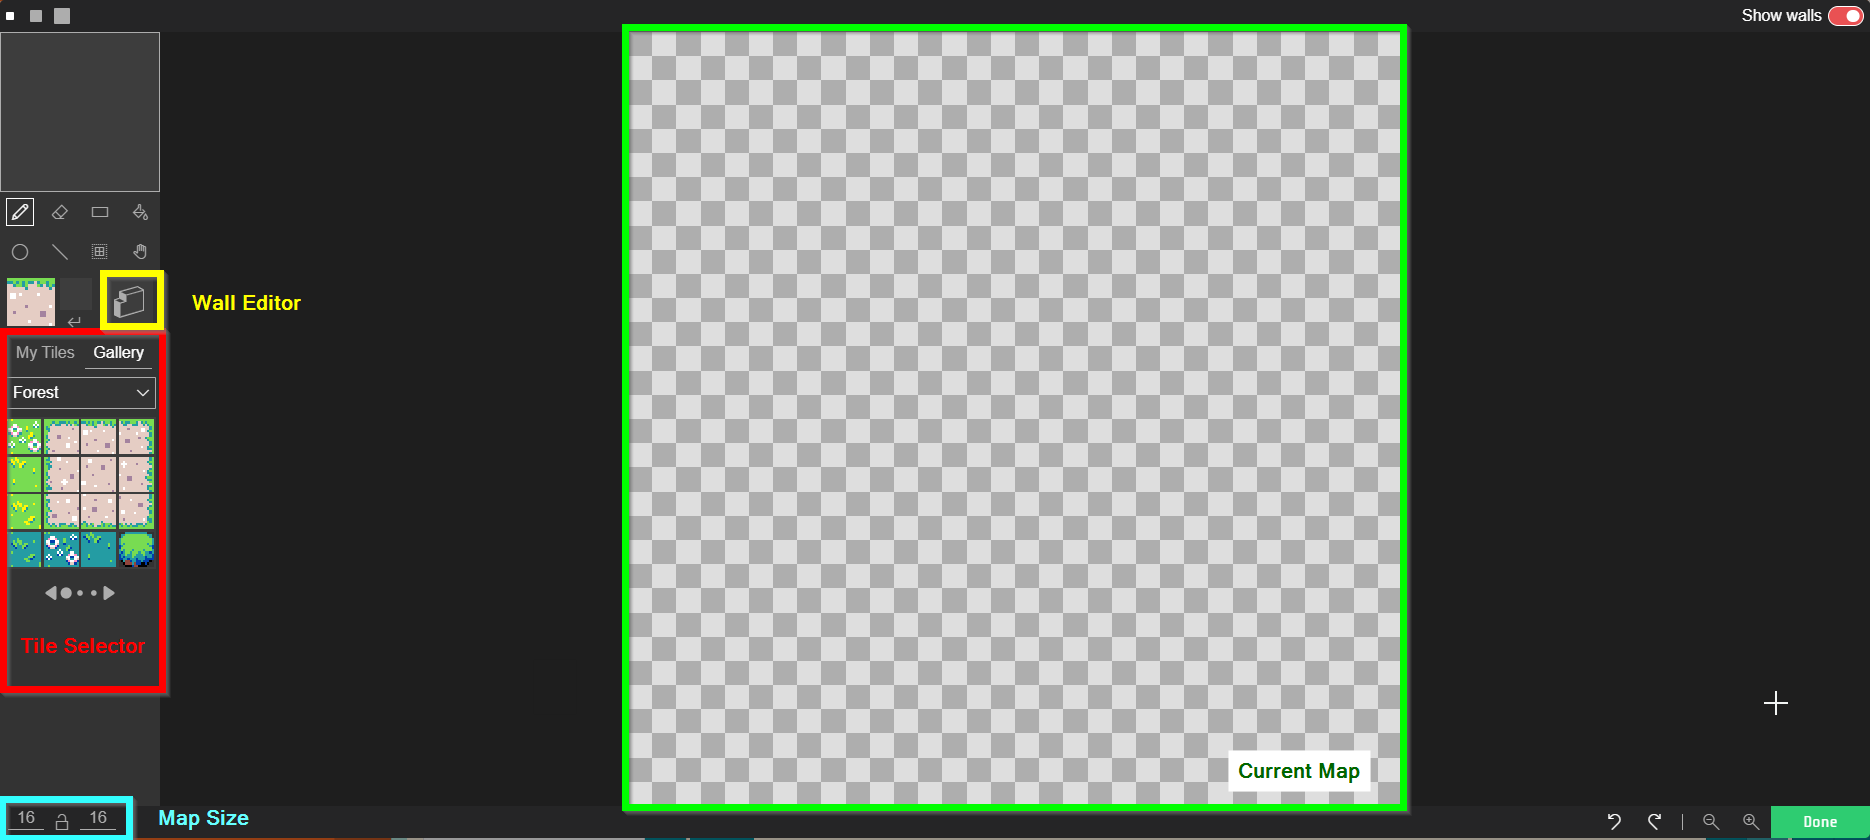 Show walls
Wall Editor
My Tiles Gallery
Forest
Tile Selector
Current Map
16 16 Map Size
Done